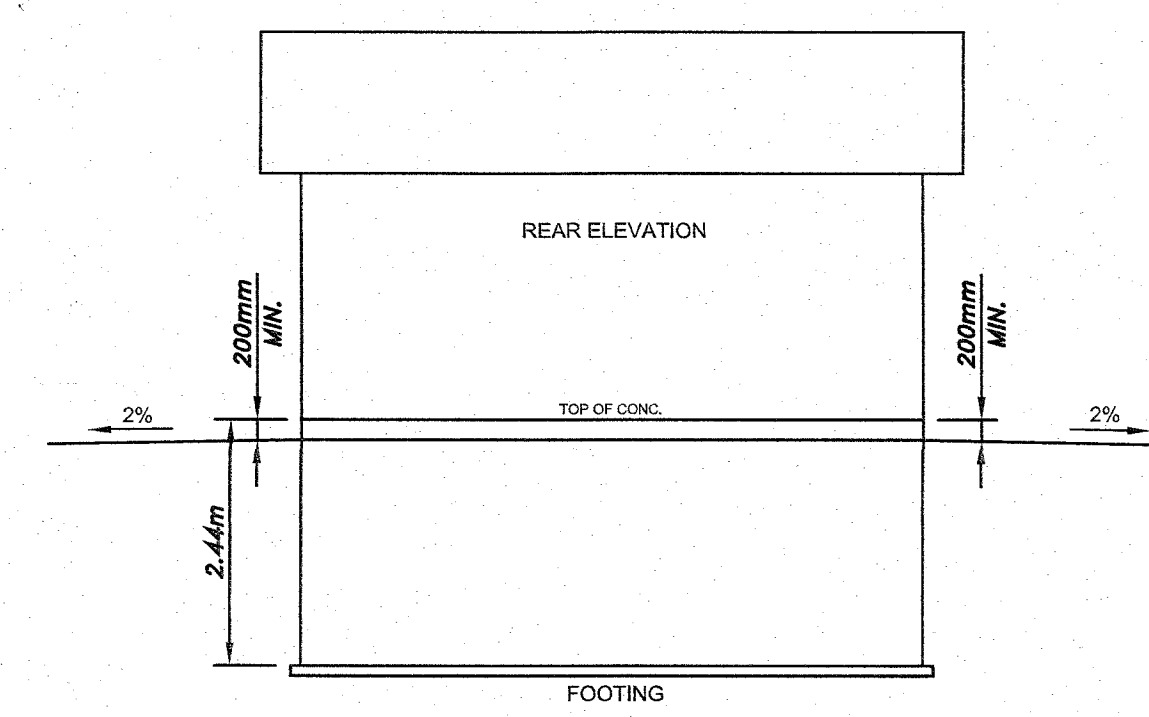 REAR ELEVATION
200mm
MIN.
200mm
MIN.
TOP OF CONC.
2%
2%
2.44m
FOOTING